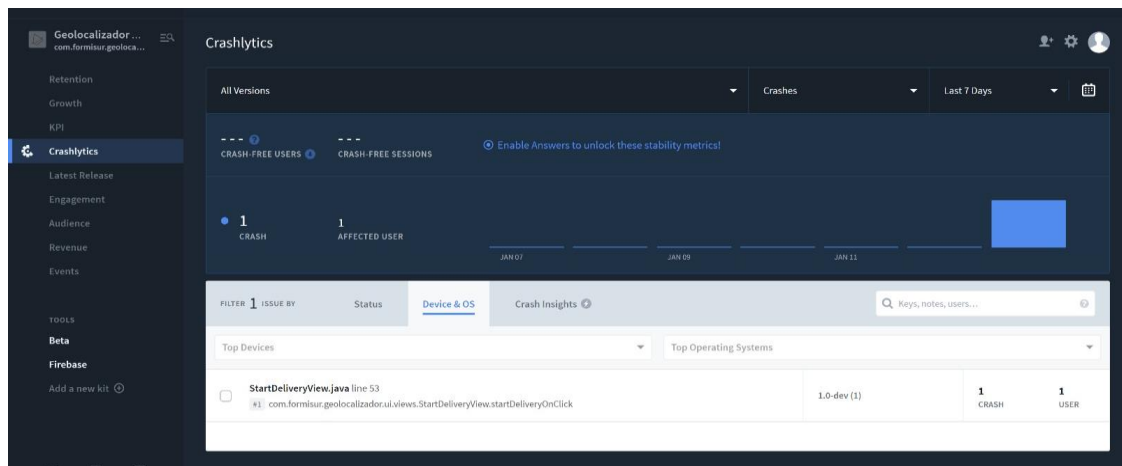 Geolocalizador ...
com.formisur.geoloca...
Retention
Growth
KPI
Crashlytics
Latest Release
Engagement
Audience
Revenue
Events
TOOLS
Beta
Firebase
Add a new kit
Crashlytics
All Versions
Crashes
Last 7 Days
- - -
CRASH-FREE USERS
- - -
CRASH-FREE SESSIONS
Enable Answers to unlock these stability metrics!
1
CRASH
1
AFFECTED USER
JAN 07
JAN 09
JAN 11
FILTER 1 ISSUE BY
Status
Device & OS
Crash Insights
Keys, notes, users...
Top Devices
Top Operating Systems
StartDeliveryView.java line 53
#1 com.formisur.geolocalizador.ui.views.StartDeliveryView.startDeliveryOnClick
1.0-dev (1)
1
CRASH
1
USER